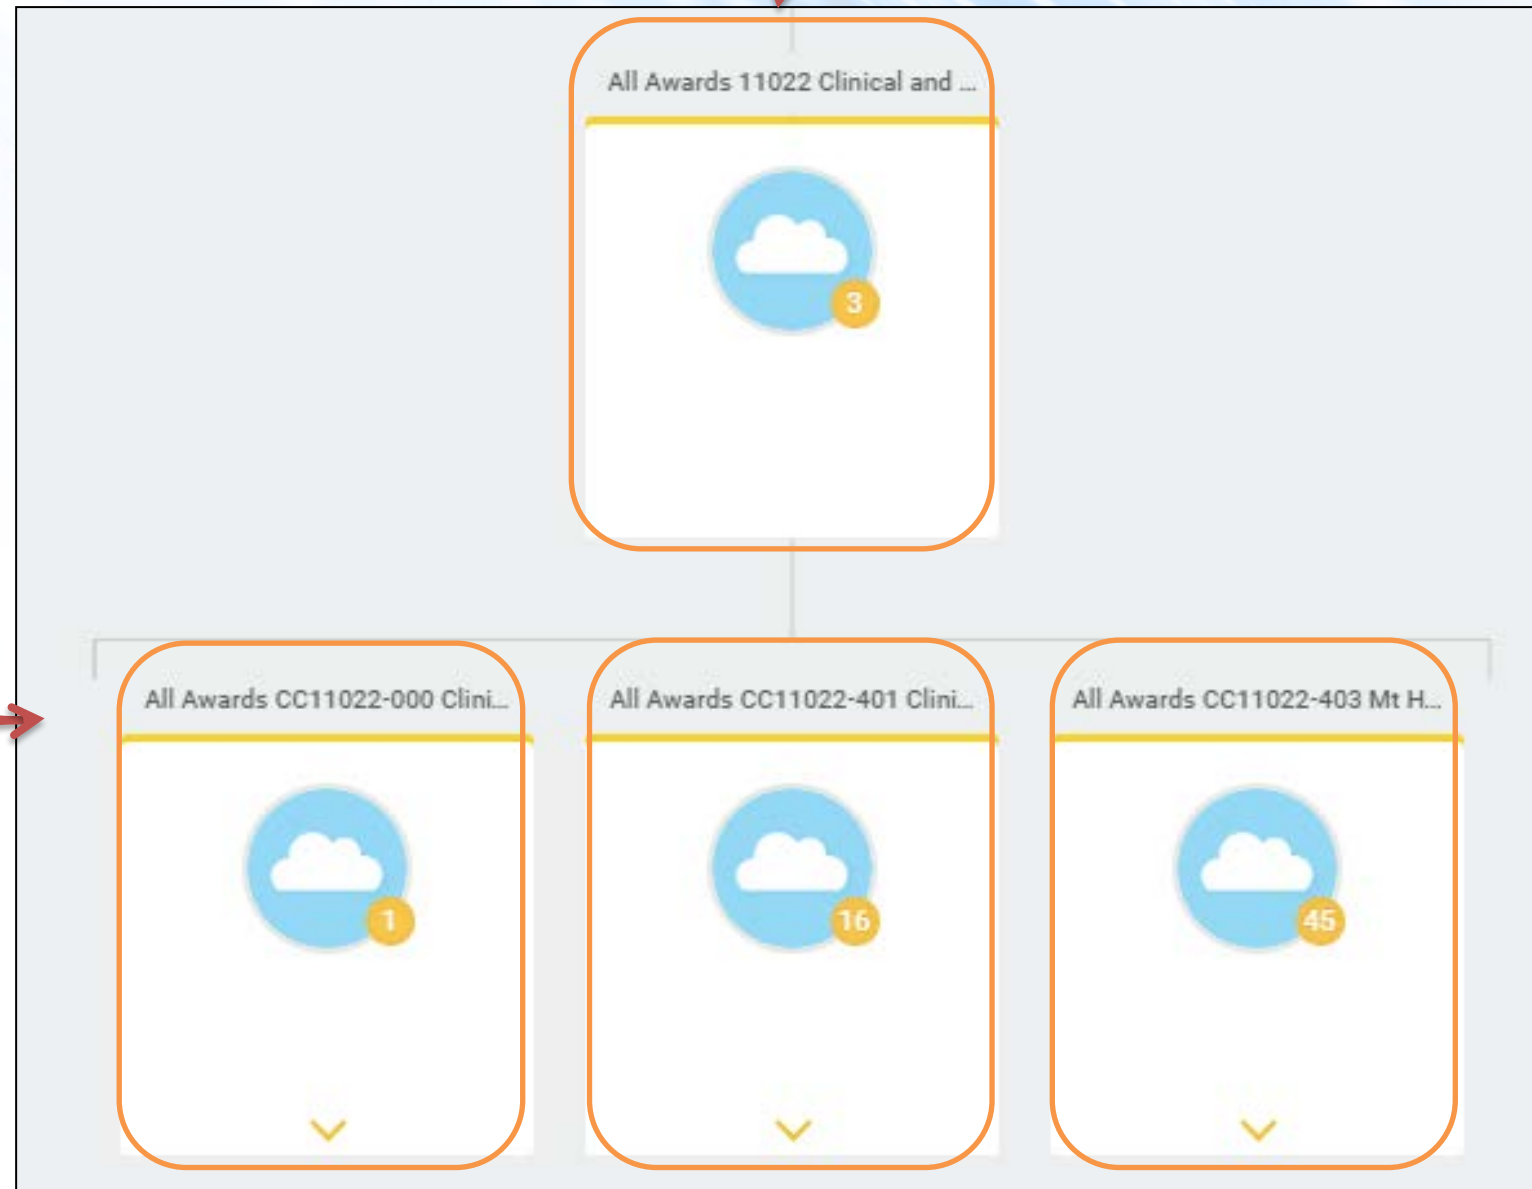 All Awards 11022 Clinical and ...
3
All Awards CC11022-000 Clini...
All Awards CC11022-401 Clini...
All Awards CC11022-403 Mt H...
1
16
45